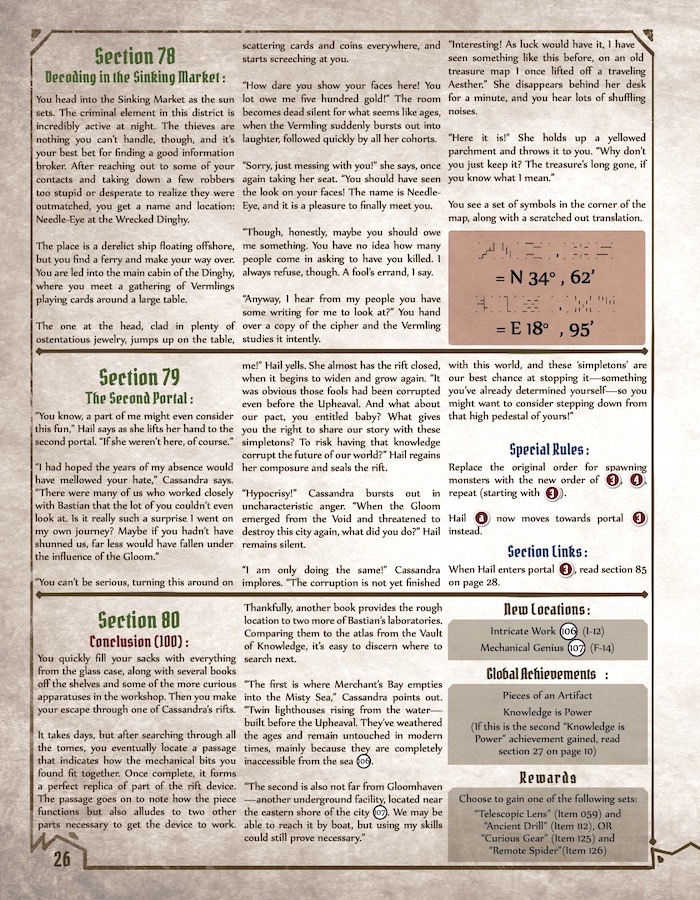 Section 78
Decoding in the Sinking Market:
You head into the Sinking Market as the sun
sets. The criminal element in this district is
incredibly active at night. The thieves are
nothing you can't handle, though, and it's
your best bet for finding a good information
broker. After reaching out to some of your
contacts and taking down a few robbers
too stupid or desperate to realize they were
outmatched, you get a name and location:
Needle-Eye at the Wrecked Dinghy.
The place is a derelict ship floating offshore,
but you find a ferry and make your way over.
You are led into the main cabin of the Dinghy,
where you meet a gathering of Vermlings
playing cards around a large table.
The one at the head, clad in plenty of
ostentatious jewelry, jumps up on the table,
scattering cards and coins everywhere, and
starts screeching at you.
"How dare you show your faces here! You
lot owe me five hundred gold!" The room
becomes dead silent for what seems like ages,
when the Vermling suddenly bursts out into
laughter, followed quickly by all her cohorts.
"Sorry, just messing with you!" she says, once
again taking her seat. "You should have seen
the look on your faces! The name is Needle-
Eye, and it is a pleasure to finally meet you.
"Though, honestly, maybe you should owe
me something. You have no idea how many
people come in asking to have you killed. I
always refuse, though. A fool's errand, I say.
"Anyway, I hear from my people you have
some writing for me to look at?" You hand
over a copy of the cipher and the Vermling
studies it intently.
"Interesting! As luck would have it, I have
seen something like this before, on an old
treasure map I once lifted off a traveling
Aesther." She disappears behind her desk
for a minute, and you hear lots of shuffling
noises.
"Here it is!" She holds up a yellowed
parchment and throws it to you. "Why don't
you just keep it? The treasure's long gone, if
you know what I mean."
You see a set of symbols in the corner of the
map, along with a scratched out translation.
= N 34° , 62'
= E 18° , 95'
Section 79
The Second Portal:
"You know, a part of me might even consider
this fun," Hail says as she lifts her hand to the
second portal. "If she weren't here, of course."
"I had hoped the years of my absence would
have mellowed your hate," Cassandra says.
"There were many of us who worked closely
with Bastian that the lot of you couldn't even
look at. Is it really such a surprise I went on
my own journey? Maybe if you hadn't have
shunned us, far less would have fallen under
the influence of the Gloom."
"You can't be serious, turning this around on
me!" Hail yells. She almost has the rift closed,
when it begins to widen and grow again. "It
was obvious those fools had been corrupted
even before the Upheaval. And what about
our pact, you entitled baby? What gives
you the right to share our story with these
simpletons? To risk having that knowledge
corrupt the future of our world?" Hail regains
her composure and seals the rift.
"Hypocrisy!" Cassandra bursts out in
uncharacteristic anger. "When the Gloom
emerged from the Void and threatened to
destroy this city again, what did you do?" Hail
remains silent.
"I am only doing the same!" Cassandra
implores. "The corruption is not yet finished
with this world, and these 'simpletons' are
our best chance at stopping it—something
you've already determined yourself—so you
might want to consider stepping down from
that high pedestal of yours!"
Special Rules:
Replace the original order for spawning
monsters with the new order of 3, 4,
repeat (starting with 3).
Hail a now moves towards portal 3
instead.
Section Links:
When Hail enters portal 3, read section 85
on page 28.
Section 80
Conclusion (100):
You quickly fill your sacks with everything
from the glass case, along with several books
off the shelves and some of the more curious
apparatuses in the workshop. Then you make
your escape through one of Cassandra's rifts.
It takes days, but after searching through all
the tomes, you eventually locate a passage
that indicates how the mechanical bits you
found fit together. Once complete, it forms
a perfect replica of part of the rift device.
The passage goes on to note how the piece
functions but also alludes to two other
parts necessary to get the device to work.
Thankfully, another book provides the rough
location to two more of Bastian's laboratories.
Comparing them to the atlas from the Vault
of Knowledge, it's easy to discern where to
search next.
"The first is where Merchant's Bay empties
into the Misty Sea," Cassandra points out.
"Twin lighthouses rising from the water—
built before the Upheaval. They've weathered
the ages and remain untouched in modern
times, mainly because they are completely
inaccessible from the sea 106.
"The second is also not far from Gloomhaven
—another underground facility, located near
the eastern shore of the city 107. We may be
able to reach it by boat, but using my skills
could still prove necessary."
New Locations:
Intricate Work 106 (I-12)
Mechanical Genius 107 (F-14)
Global Achievements :
Pieces of an Artifact
Knowledge is Power
(If this is the second "Knowledge is
Power" achievement gained, read
section 27 on page 10)
Rewards
Choose to gain one of the following sets:
"Telescopic Lens" (Item 059) and
"Ancient Drill" (Item 112), OR
"Curious Gear" (Item 125) and
"Remote Spider"(Item 126)
26